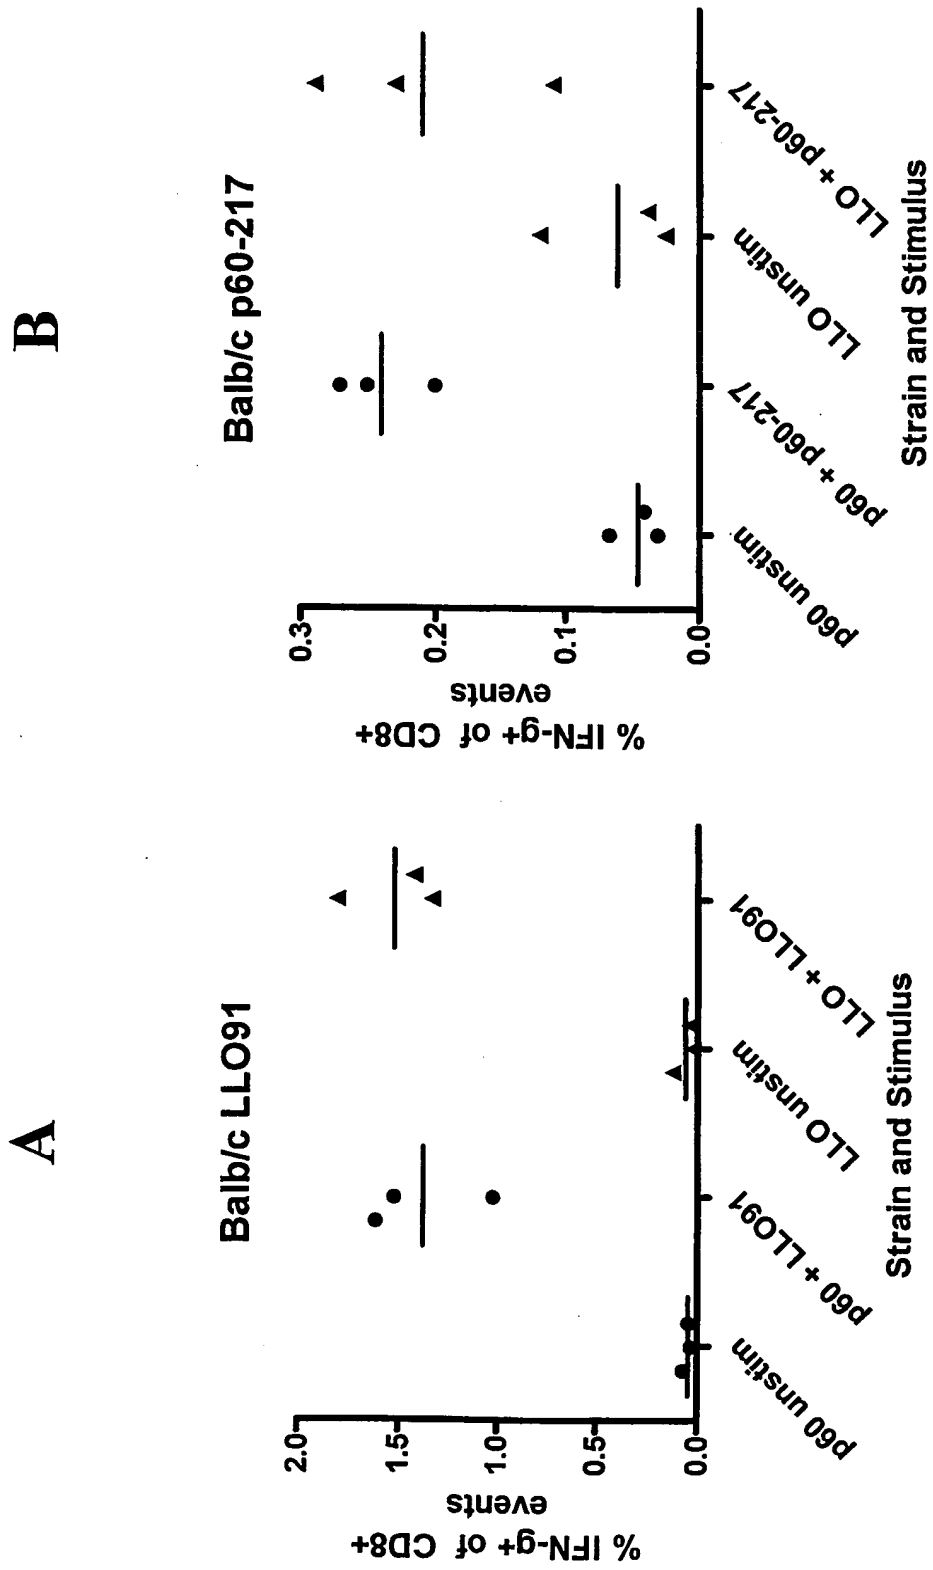 A
Balb/c LLO91
% IFN-g+ of CD8+
events
2.0
1.5
1.0
0.5
0.0
p60 unstim
p60 + LLO91
LLO unstim
LLO + LLO91
Strain and Stimulus
B
Balb/c p60-217
% IFN-g+ of CD8+
events
0.3
0.2
0.1
0.0
p60 unstim
p60 + p60-217
LLO unstim
LLO + p60-217
Strain and Stimulus